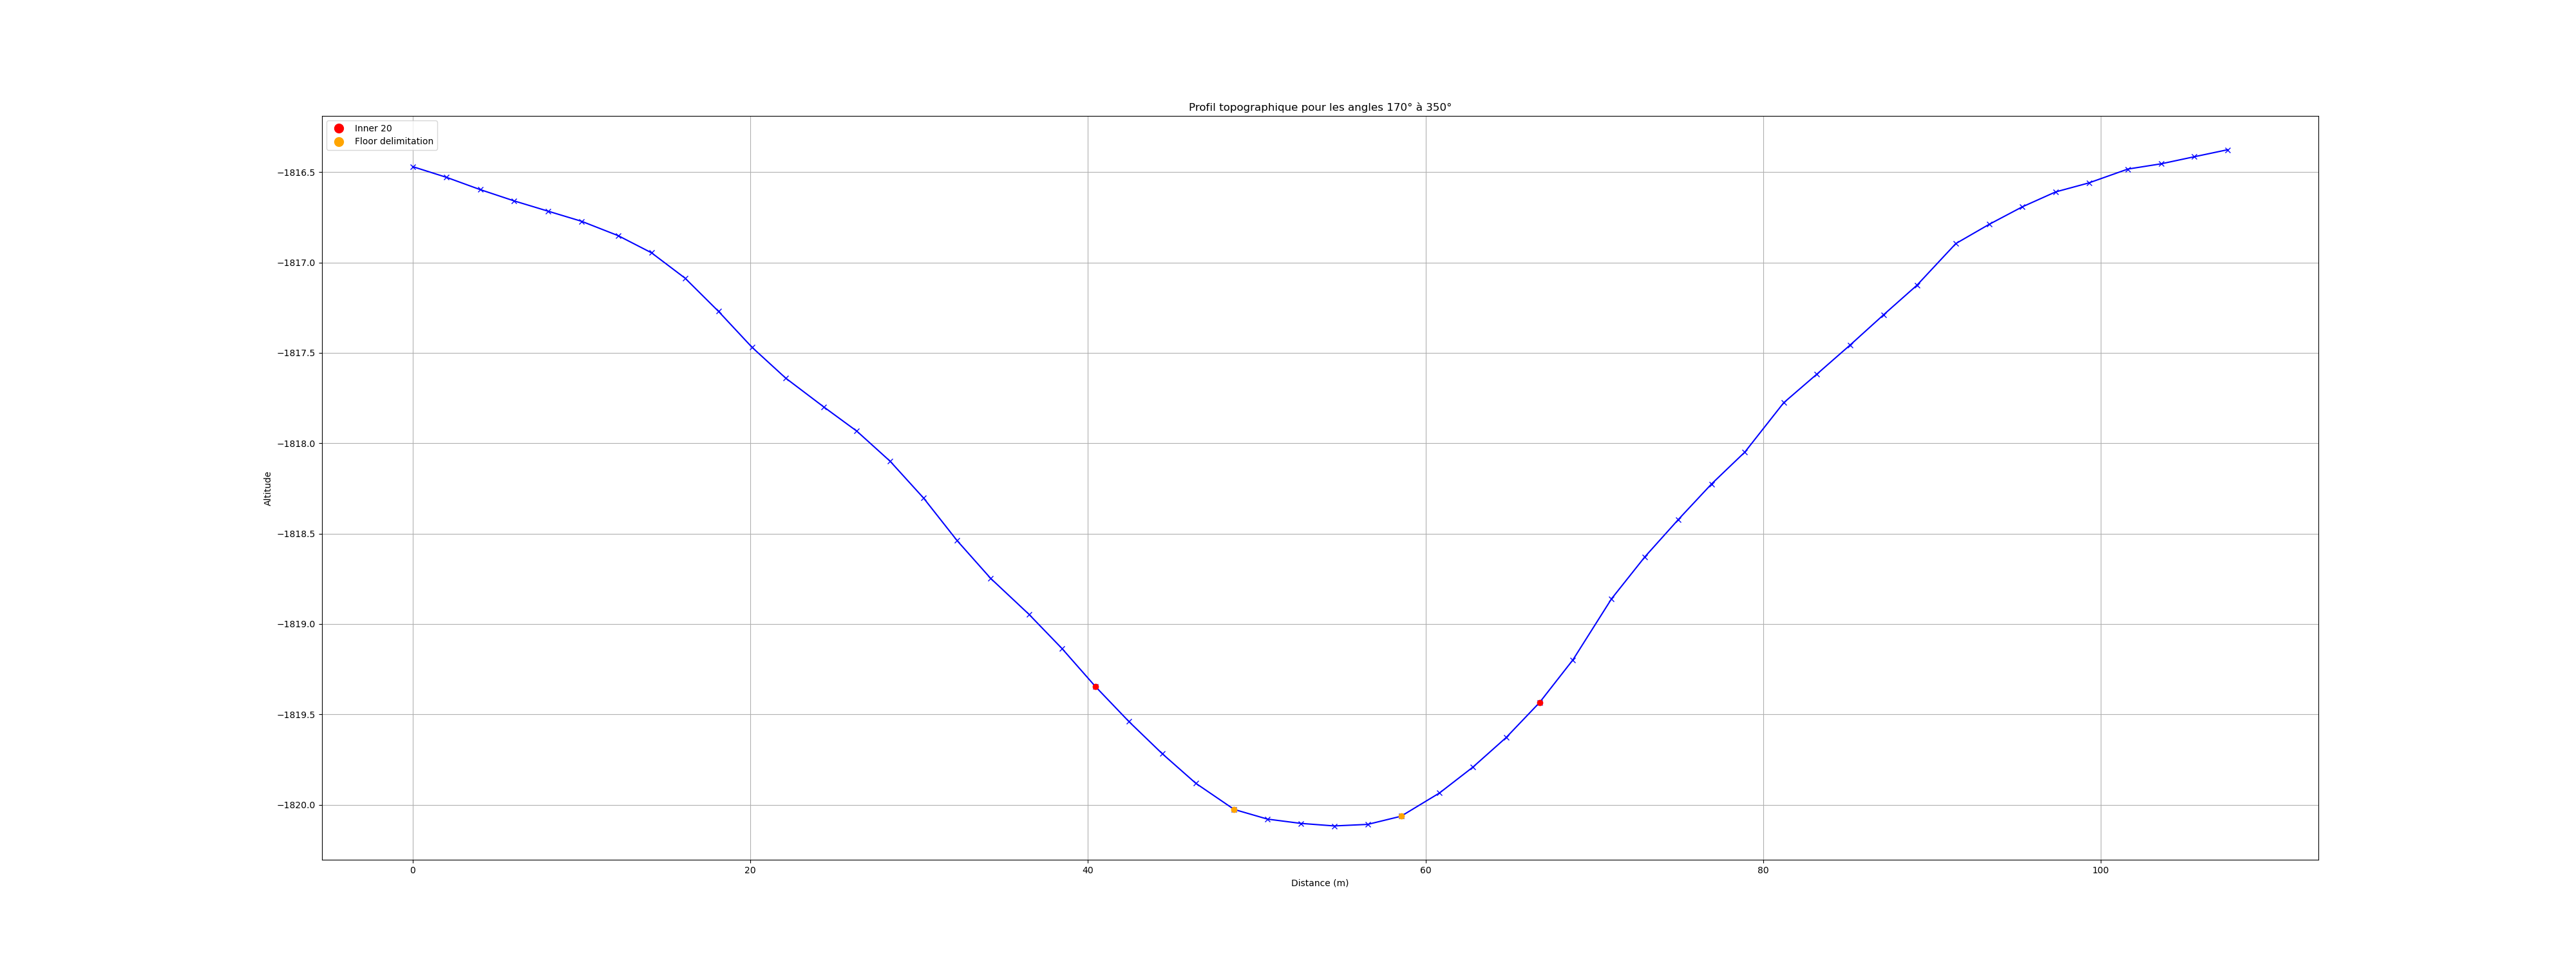 Profil topographique pour les angles 170° à 350°
Inner 20
Floor delimitation
−1816.5
−1817.0
−1817.5
−1818.0
−1818.5
−1819.0
−1819.5
−1820.0
Altitude
0 20 40 60 80 100
Distance (m)